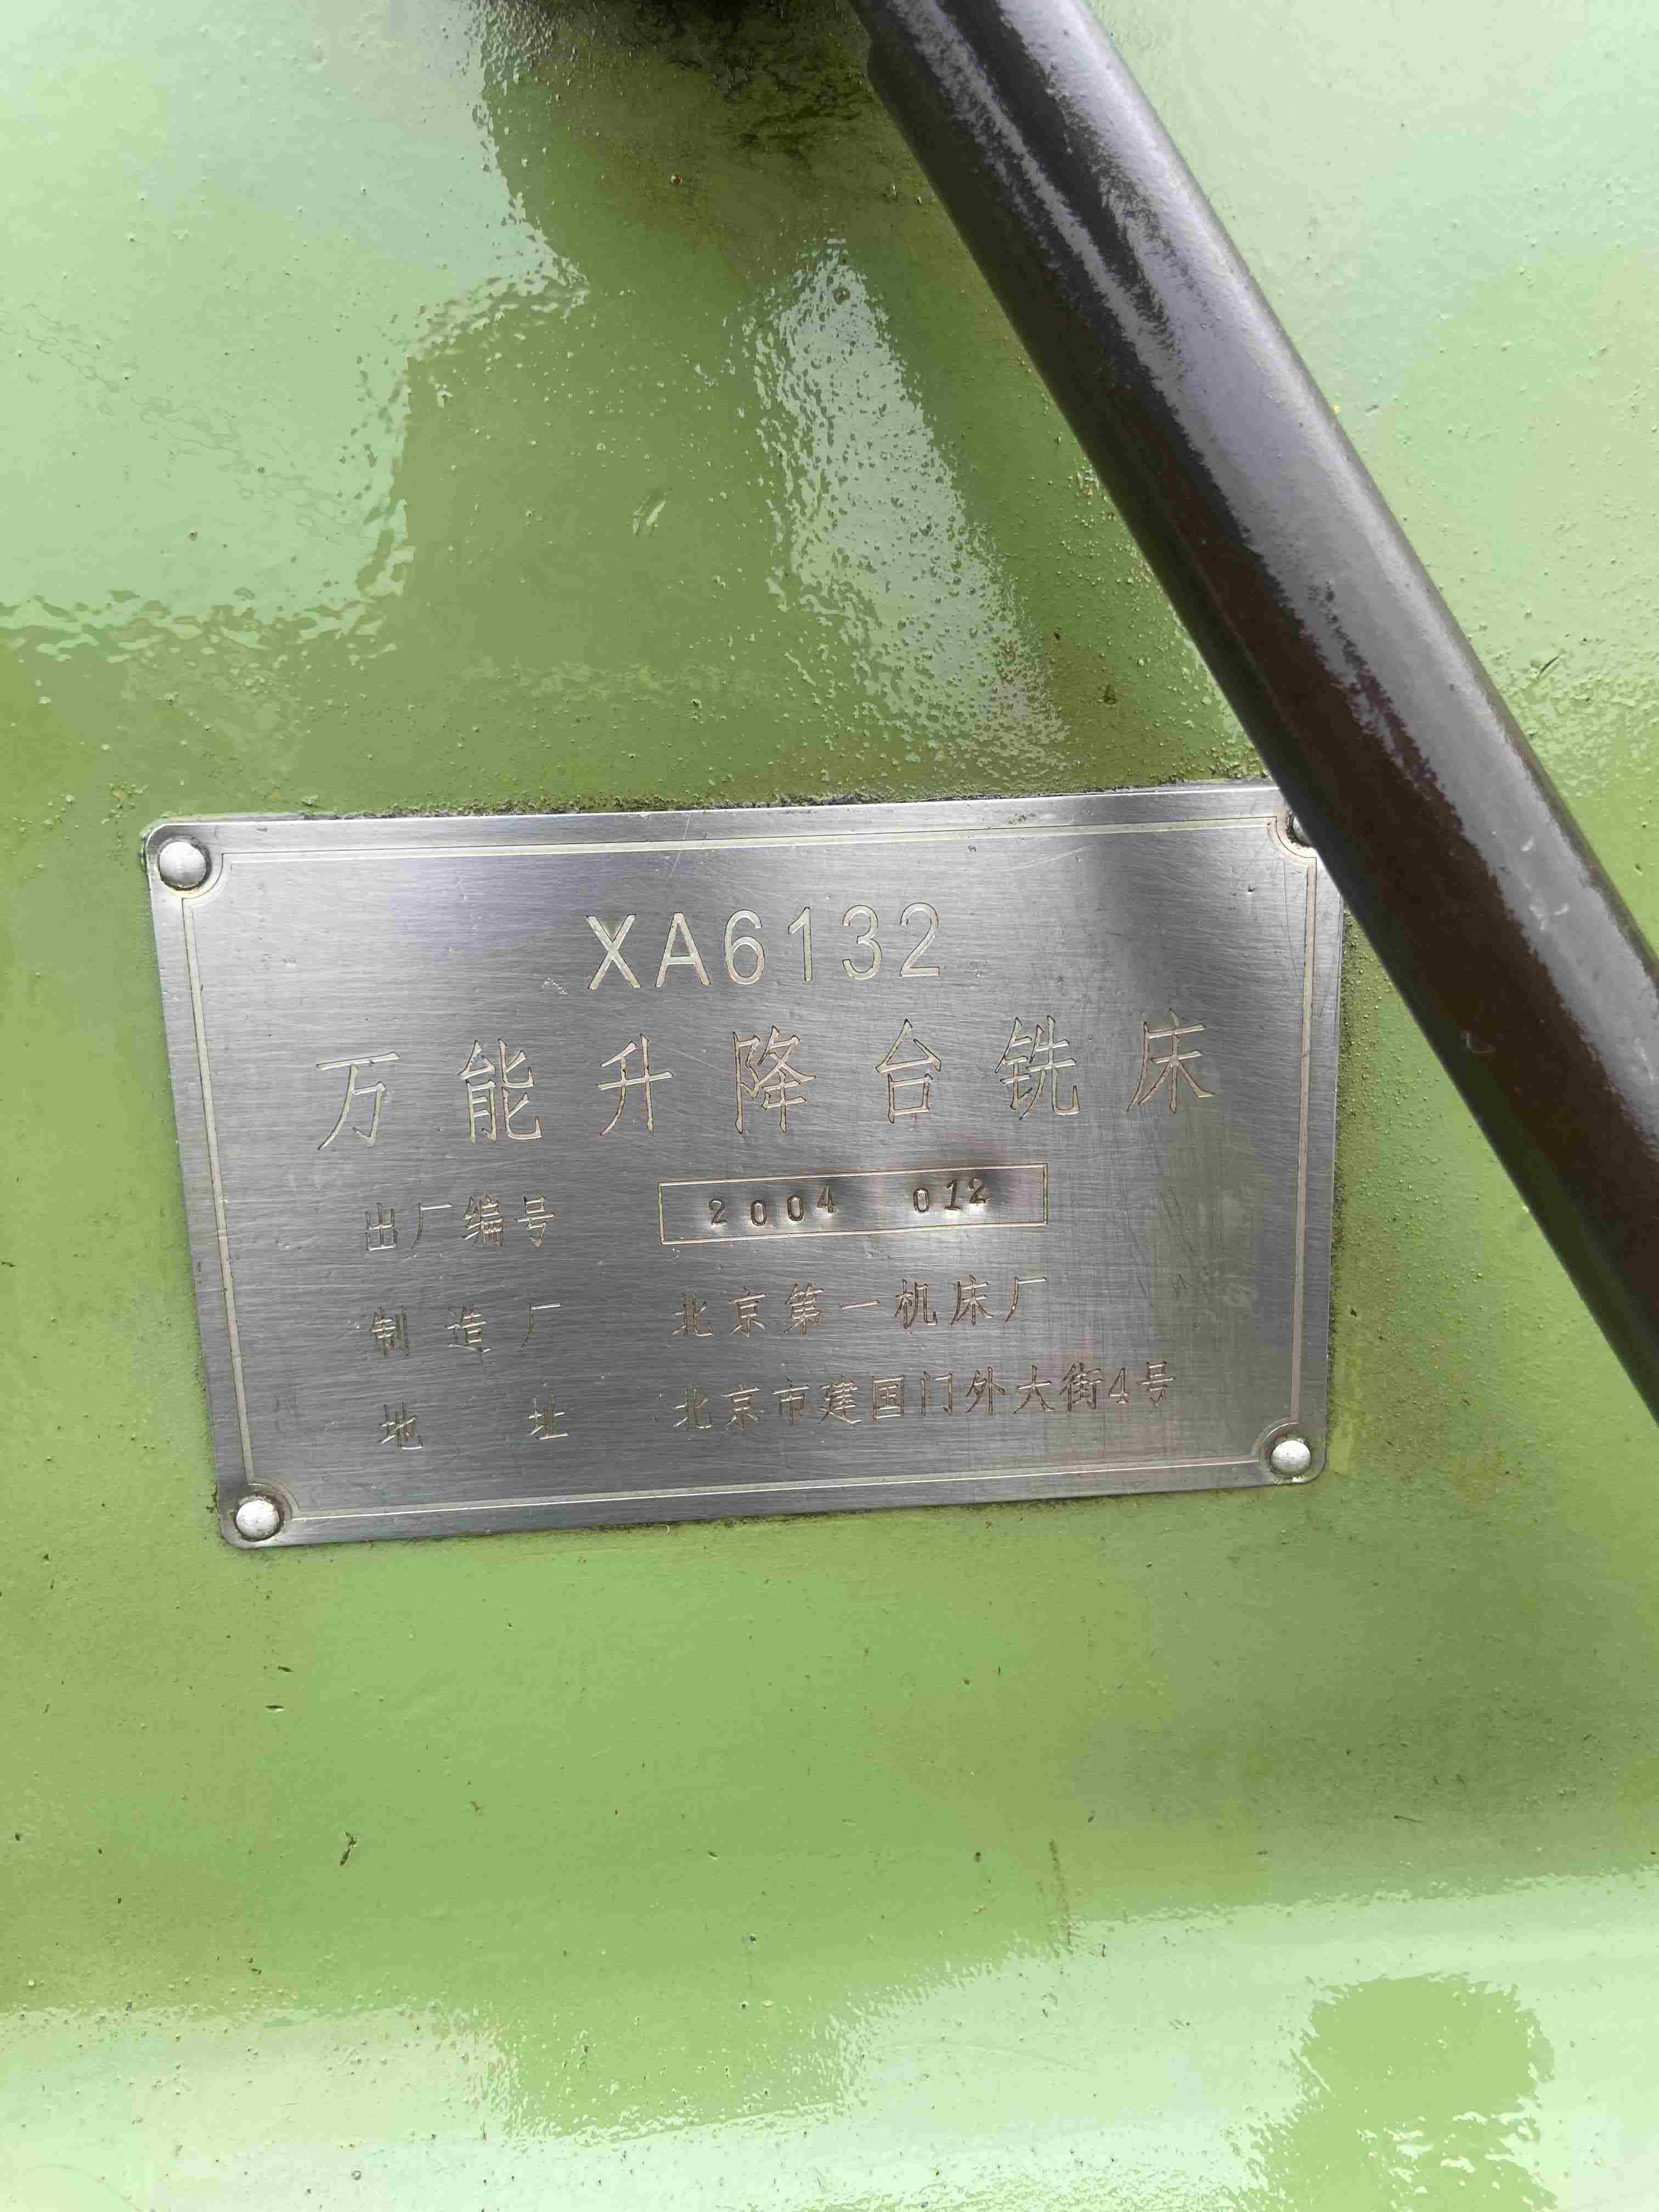 XA6132
万能升降台铣床
出厂编号 2004 012
制造厂 北京第一机床厂
地址 北京市建国门外大街4号